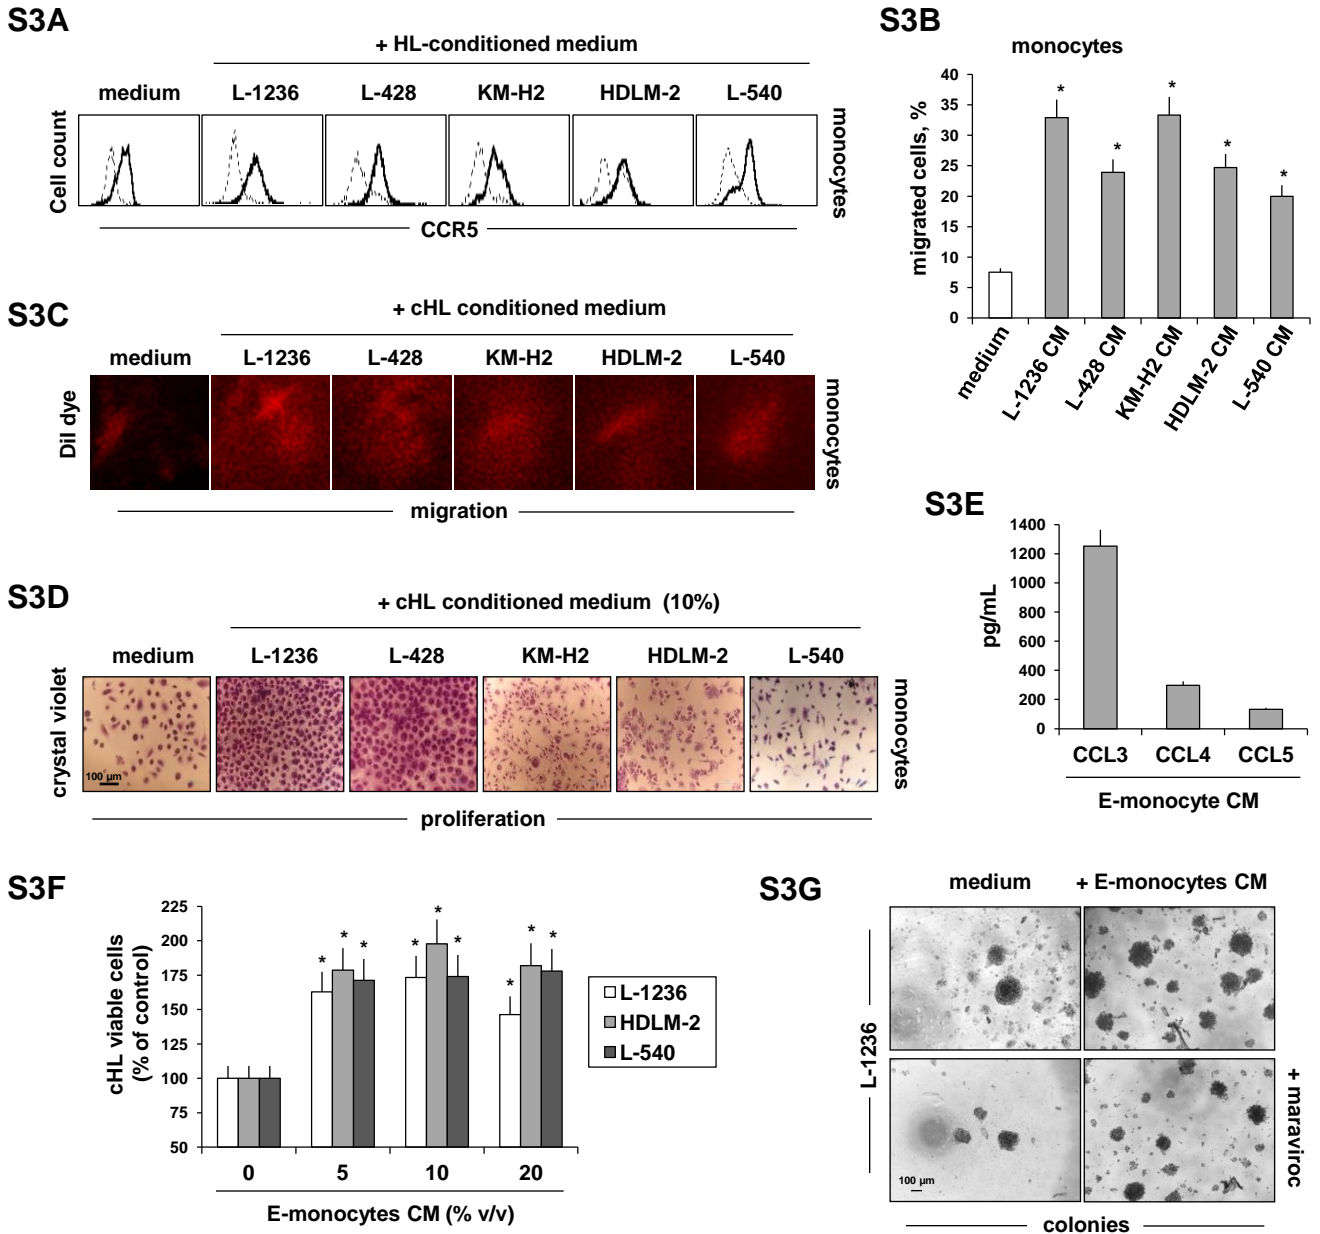 S3A
+ HL-conditioned medium
medium L-1236 L-428 KM-H2 HDLM-2 L-540
Cell count
monocytes
CCR5
S3B
monocytes
migrated cells, %
40
35
30
25
20
15
10
5
0
* * * * *
medium L-1236 CM L-428 CM KM-H2 CM HDLM-2 CM L-540 CM
S3C
+ cHL conditioned medium
medium L-1236 L-428 KM-H2 HDLM-2 L-540
Dil dye
monocytes
migration
S3D
+ cHL conditioned medium (10%)
medium L-1236 L-428 KM-H2 HDLM-2 L-540
crystal violet
100 µm
monocytes
proliferation
S3E
pg/mL
1400
1200
1000
800
600
400
200
0
CCL3 CCL4 CCL5
E-monocyte CM
S3F
cHL viable cells
(% of control)
225
200
175
150
125
100
75
50
* * * * * * * * *
0 5 10 20
E-monocytes CM (% v/v)
L-1236
HDLM-2
L-540
S3G
medium + E-monocytes CM
L-1236
+ maraviroc
100 µm
colonies